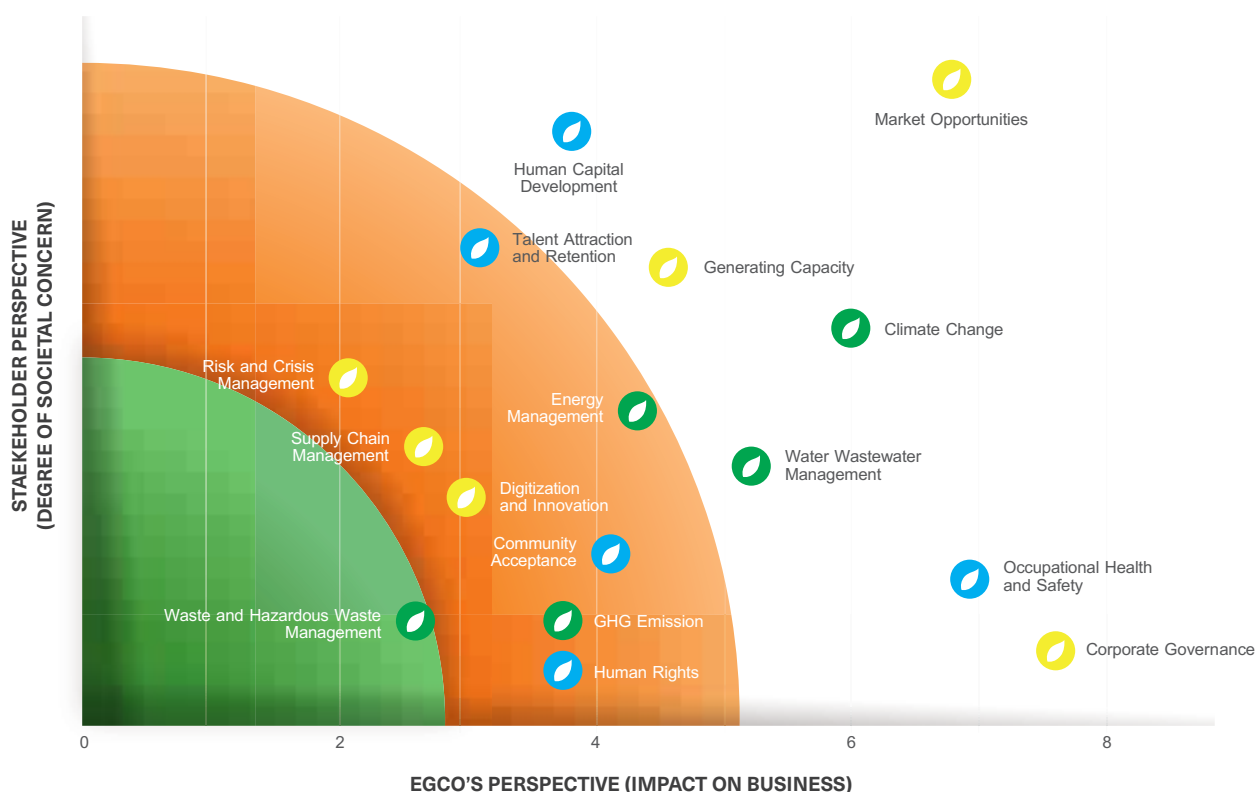 STAEKEHOLDER PERSPECTIVE
(DEGREE OF SOCIETAL CONCERN)
Market Opportunities
Human Capital
Development
Talent Attraction
and Retention
Generating Capacity
Climate Change
Risk and Crisis
Management
Energy
Management
Supply Chain
Management
Water Wastewater
Management
Digitization
and Innovation
Community
Acceptance
Occupational Health
and Safety
Waste and Hazardous Waste
Management
GHG Emission
Corporate Governance
Human Rights
0 2 4 6 8
EGCO'S PERSPECTIVE (IMPACT ON BUSINESS)